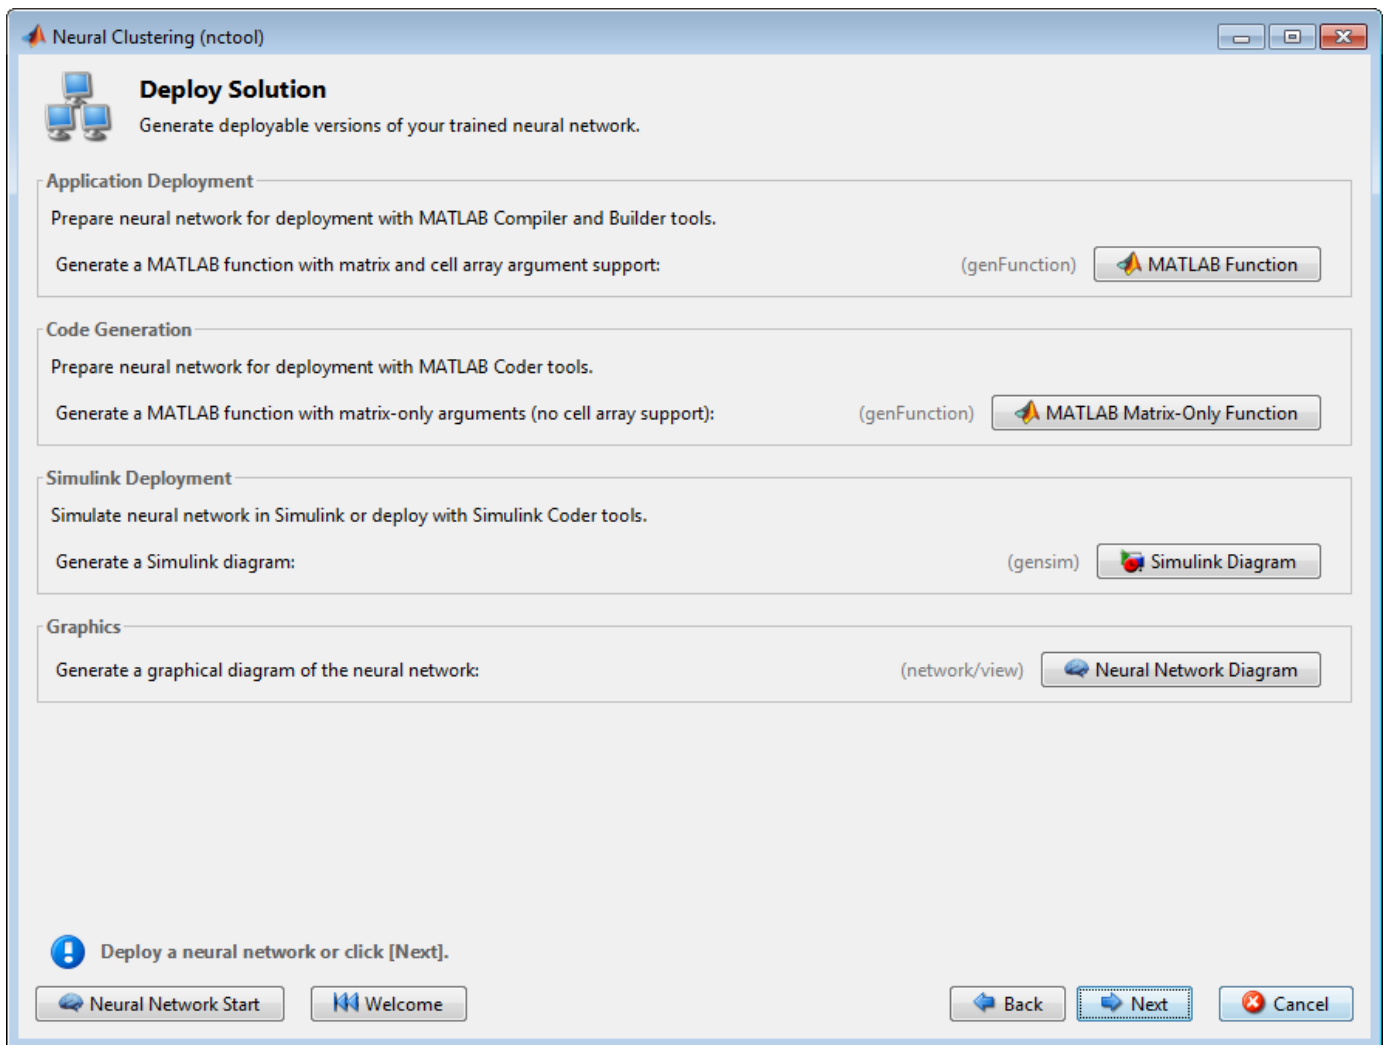 Neural Clustering (nctool)
Deploy Solution
Generate deployable versions of your trained neural network.
Application Deployment
Prepare neural network for deployment with MATLAB Compiler and Builder tools.
Generate a MATLAB function with matrix and cell array argument support: (genFunction) MATLAB Function
Code Generation
Prepare neural network for deployment with MATLAB Coder tools.
Generate a MATLAB function with matrix-only arguments (no cell array support): (genFunction) MATLAB Matrix-Only Function
Simulink Deployment
Simulate neural network in Simulink or deploy with Simulink Coder tools.
Generate a Simulink diagram: (gensim) Simulink Diagram
Graphics
Generate a graphical diagram of the neural network: (network/view) Neural Network Diagram
Deploy a neural network or click [Next].
Neural Network Start Welcome Back Next Cancel